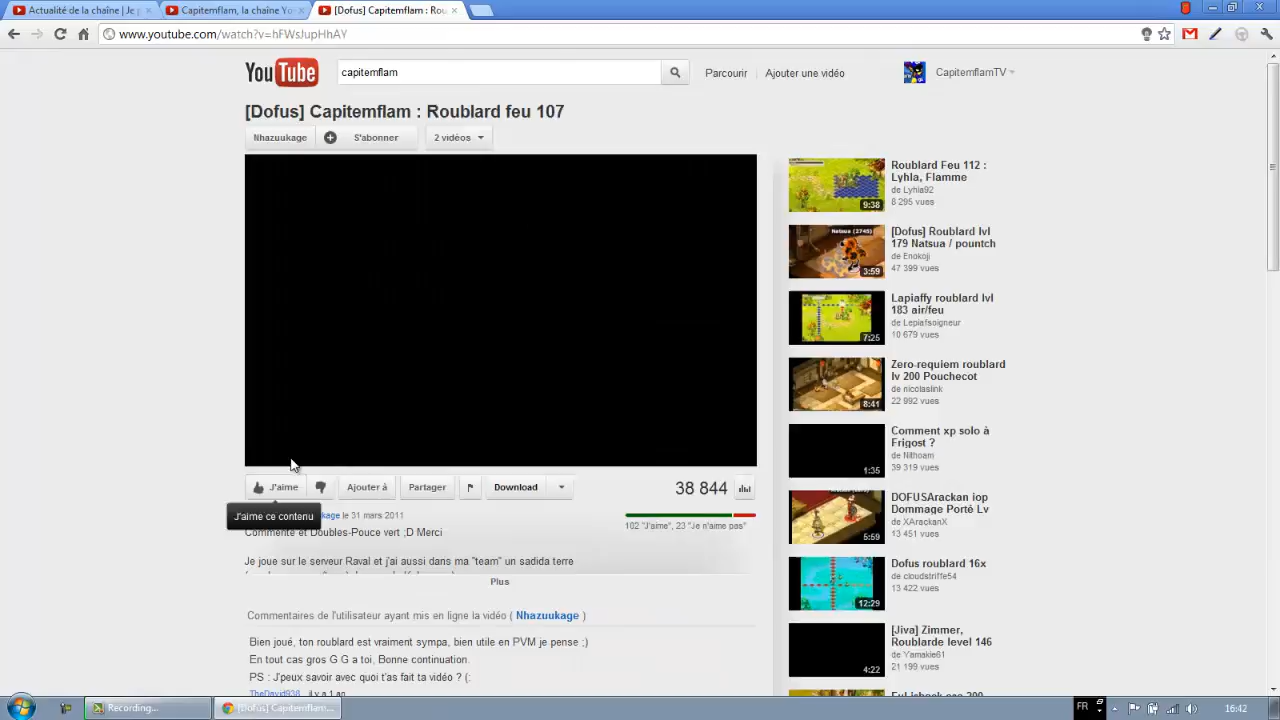 Actualité de la chaîne | Je p
Capitemflam, la chaîne Yo
[Dofus] Capitemflam : Rou
www.youtube.com/watch?v=hFWsJupHhAY
YouTube
capitemflam
Parcourir
Ajouter une vidéo
CapitemflamTV
[Dofus] Capitemflam : Roublard feu 107
Nhazuukage
S'abonner
2 vidéos
J'aime
Ajouter à
Partager
Download
38 844
J'aime ce contenu
kage le 31 mars 2011
102 "J'aime", 23 "Je n'aime pas"
Commente et Doubles-Pouce vert ;D Merci
Je joue sur le serveur Raval et j'ai aussi dans ma "team" un sadida terre
Plus
Commentaires de l'utilisateur ayant mis en ligne la vidéo ( Nhazuukage )
Bien joué, ton roublard est vraiment sympa, bien utile en PVM je pense ;)
En tout cas gros G G a toi, Bonne continuation.
PS : J'peux savoir avec quoi t'as fait ta vidéo ? (:
TheDavid938 il y a 1 an
Roublard Feu 112 :
Lyhla, Flamme
de Lyhla92
8 295 vues
9:38
[Dofus] Roublard lvl
179 Natsua / pountch
de Enokoji
47 399 vues
Natsua (2745)
3:59
Lapiaffy roublard lvl
183 air/feu
de Lepiafsoigneur
10 679 vues
7:25
Zero-requiem roublard
lv 200 Pouchecot
de nicolaslink
22 992 vues
8:41
Comment xp solo à
Frigost ?
de Nithoam
39 319 vues
1:35
DOFUSArackan iop
Dommage Porté Lv
de XArackanX
13 451 vues
5:59
Dofus roublard 16x
de cloudstriffe54
13 422 vues
12:29
[Jiva] Zimmer,
Roublarde level 146
de Yamakie61
21 199 vues
4:22
Recording...
[Dofus] Capitemflam...
FR
16:42